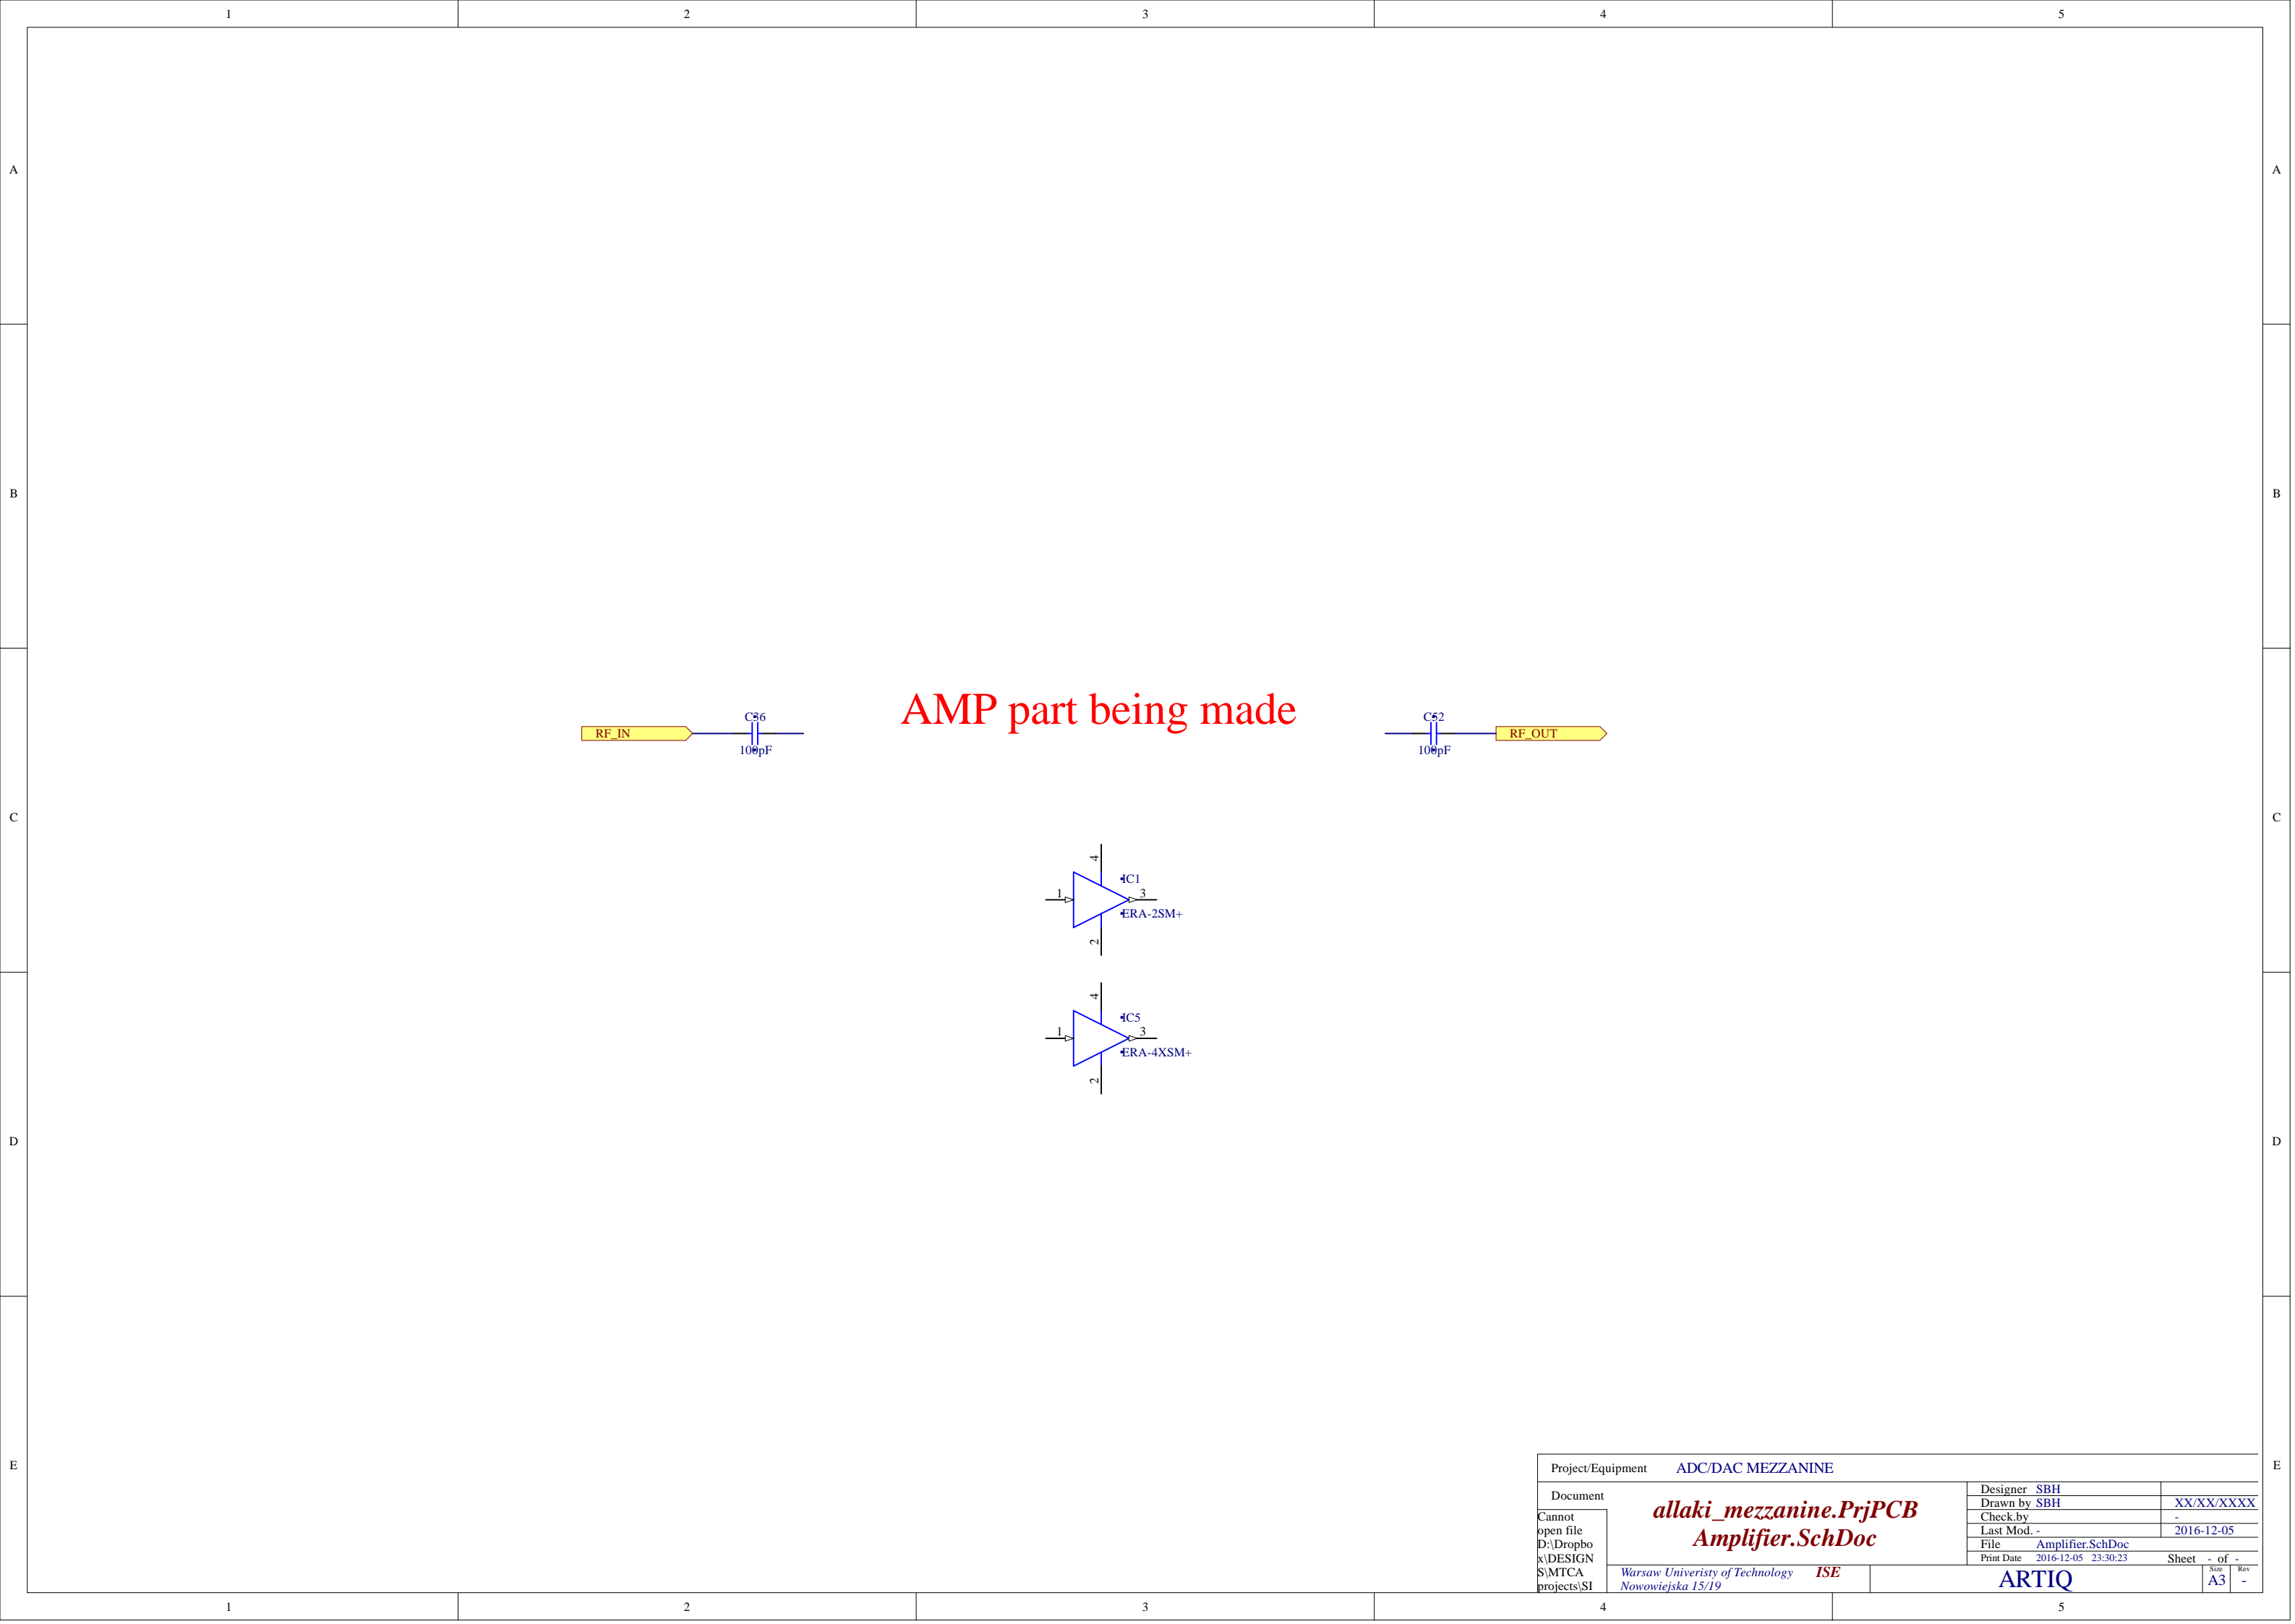 1 2 3 4 5
A A
B B
AMP part being made
C36 C52
RF_IN RF_OUT
100pF 100pF
C C
4
IC1
1 3
ERA-2SM+
2
4
IC5
1 3
ERA-4XSM+
2
D D
E E
Project/Equipment ADC/DAC MEZZANINE
Document
allaki_mezzanine.PrjPCB
Amplifier.SchDoc
Cannot
open file
D:\Dropbo
x\DESIGN
S\MTCA
projects\SI
Designer SBH
Drawn by SBH XX/XX/XXXX
Check.by -
Last Mod. - 2016-12-05
File Amplifier.SchDoc
Print Date 2016-12-05 23:30:23 Sheet - of -
Warsaw Univeristy of Technology ISE
Nowowiejska 15/19
ARTIQ
Size Rev
A3 -
1 2 3 4 5